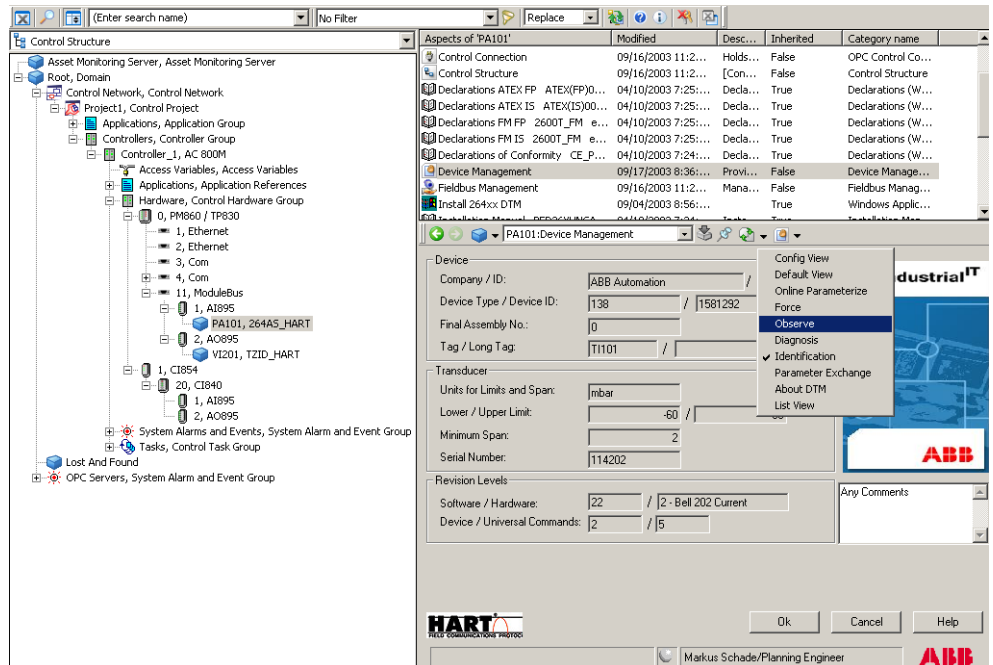 (Enter search name) No Filter Replace
Control Structure
Asset Monitoring Server, Asset Monitoring Server
Root, Domain
Control Network, Control Network
Project1, Control Project
Applications, Application Group
Controllers, Controller Group
Controller_1, AC 800M
Access Variables, Access Variables
Applications, Application References
Hardware, Control Hardware Group
0, PM860 / TP830
1, Ethernet
2, Ethernet
3, Com
4, Com
11, ModuleBus
1, AI895
PA101, 264AS_HART
2, AO895
VI201, TZID_HART
1, CI854
20, CI840
1, AI895
2, AO895
System Alarms and Events, System Alarm and Event Group
Tasks, Control Task Group
Lost And Found
OPC Servers, System Alarm and Event Group
Aspects of 'PA101' Modified Desc... Inherited Category name
Control Connection 09/16/2003 11:2... Holds... False OPC Control Co...
Control Structure 09/16/2003 11:2... [Con... False Control Structure
Declarations ATEX FP ATEX(FP)0... 04/10/2003 7:25:... Decla... True Declarations (W...
Declarations ATEX IS ATEX(IS)00... 04/10/2003 7:25:... Decla... True Declarations (W...
Declarations FM FP 2600T_FM e... 04/10/2003 7:25:... Decla... True Declarations (W...
Declarations FM IS 2600T_FM e... 04/10/2003 7:25:... Decla... True Declarations (W...
Declarations of Conformity CE_P... 04/10/2003 7:24:... Decla... True Declarations (W...
Device Management 09/17/2003 8:36:... Provi... False Device Manage...
Fieldbus Management 09/16/2003 11:2... Mana... False Fieldbus Manag...
Install 264xx DTM 09/04/2003 8:56:... True Windows Applic...
PA101:Device Management
Config View
Default View
Online Parameterize
Force
Observe
Diagnosis
Identification
Parameter Exchange
About DTM
List View
Device
Company / ID: ABB Automation /
Device Type / Device ID: 138 / 1581292
Final Assembly No.: 0
Tag / Long Tag: TI101 /
Transducer
Units for Limits and Span: mbar
Lower / Upper Limit: -60 /
Minimum Span: 2
Serial Number: 114202
Revision Levels
Software / Hardware: 22 / 2 - Bell 202 Current
Device / Universal Commands: 2 / 5
dustrialIT
ABB
Any Comments
HART
FIELD COMMUNICATIONS PROTOC
Ok Cancel Help
Markus Schade/Planning Engineer
ABB